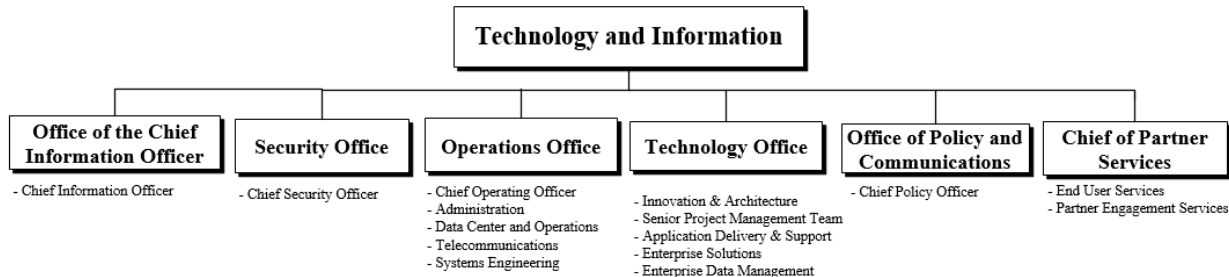 Technology and Information
Office of the Chief
Information Officer
- Chief Information Officer
Security Office
- Chief Security Officer
Operations Office
- Chief Operating Officer
- Administration
- Data Center and Operations
- Telecommunications
- Systems Engineering
Technology Office
- Innovation & Architecture
- Senior Project Management Team
- Application Delivery & Support
- Enterprise Solutions
- Enterprise Data Management
Office of Policy and
Communications
- Chief Policy Officer
Chief of Partner
Services
- End User Services
- Partner Engagement Services